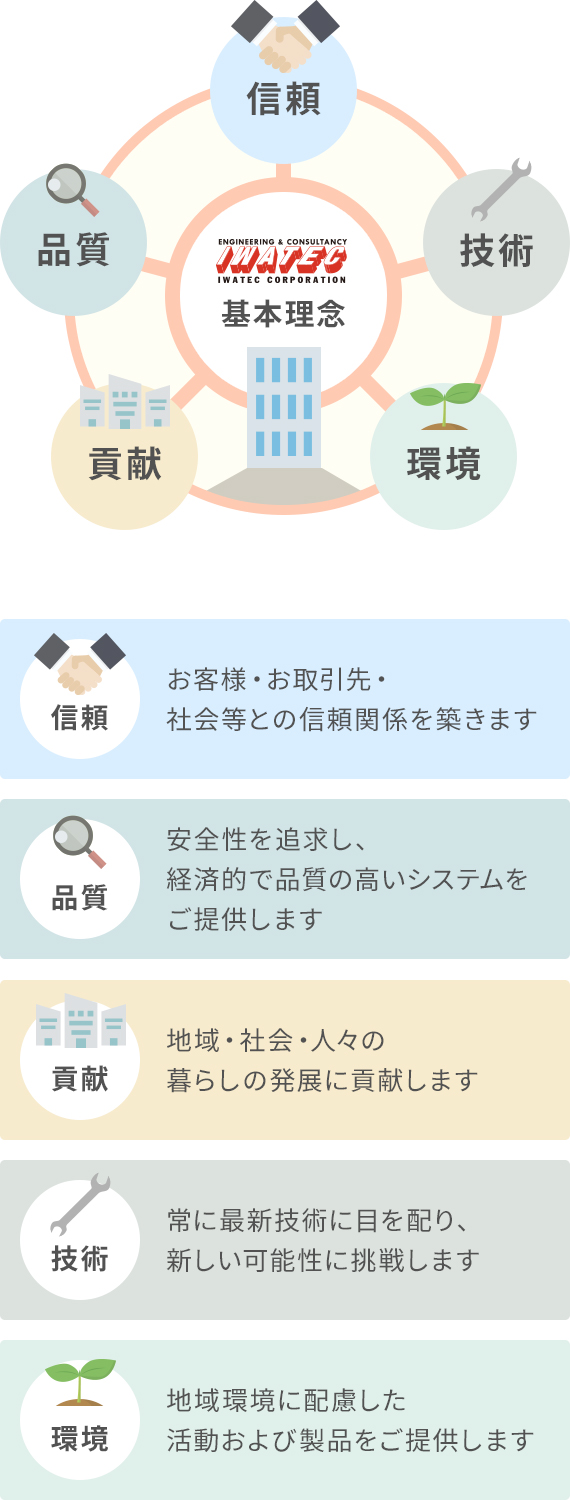 信頼
品質
技術
ENGINEERING & CONSULTANCY
IWATEC
IWATEC CORPORATION
基本理念
貢献
環境
信頼
お客様・お取引先・
社会等との信頼関係を築きます
品質
安全性を追求し、
経済的で品質の高いシステムを
ご提供します
貢献
地域・社会・人々の
暮らしの発展に貢献します
技術
常に最新技術に目を配り、
新しい可能性に挑戦します
環境
地域環境に配慮した
活動および製品をご提供します